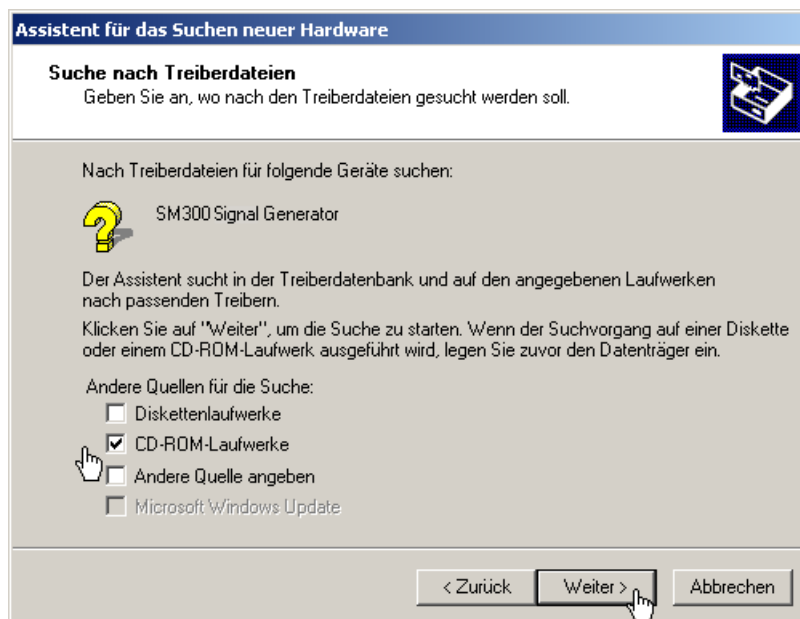 Assistent für das Suchen neuer Hardware
Suche nach Treiberdateien
Geben Sie an, wo nach den Treiberdateien gesucht werden soll.
Nach Treiberdateien für folgende Geräte suchen:
SM300 Signal Generator
Der Assistent sucht in der Treiberdatenbank und auf den angegebenen Laufwerken
nach passenden Treibern.
Klicken Sie auf "Weiter", um die Suche zu starten. Wenn der Suchvorgang auf einer Diskette
oder einem CD-ROM-Laufwerk ausgeführt wird, legen Sie zuvor den Datenträger ein.
Andere Quellen für die Suche:
Diskettenlaufwerke
CD-ROM-Laufwerke
Andere Quelle angeben
Microsoft Windows Update
< Zurück Weiter > Abbrechen